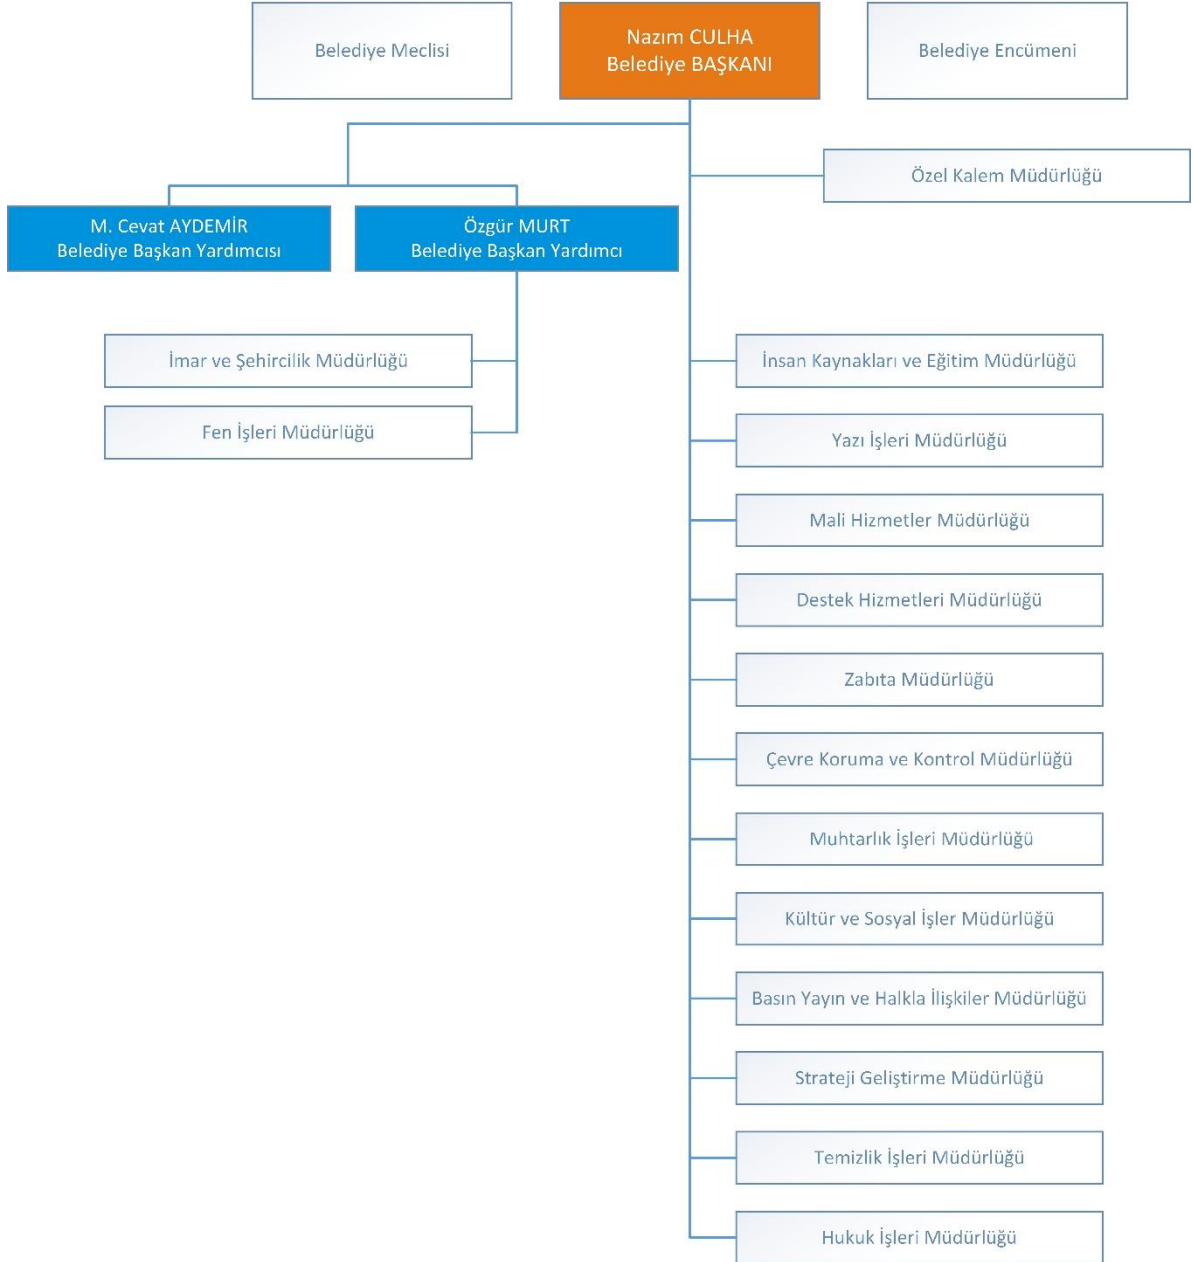 Belediye Meclisi
Nazım CULHA
Belediye BAŞKANI
Belediye Encümeni
Özel Kalem Müdürlüğü
M. Cevat AYDEMİR
Belediye Başkan Yardımcısı
Özgür MURT
Belediye Başkan Yardımcı
İmar ve Şehircilik Müdürlüğü
Fen İşleri Müdürlüğü
İnsan Kaynakları ve Eğitim Müdürlüğü
Yazı İşleri Müdürlüğü
Mali Hizmetler Müdürlüğü
Destek Hizmetleri Müdürlüğü
Zabıta Müdürlüğü
Çevre Koruma ve Kontrol Müdürlüğü
Muhtarlık İşleri Müdürlüğü
Kültür ve Sosyal İşler Müdürlüğü
Basın Yayın ve Halkla İlişkiler Müdürlüğü
Strateji Geliştirme Müdürlüğü
Temizlik İşleri Müdürlüğü
Hukuk İşleri Müdürlüğü